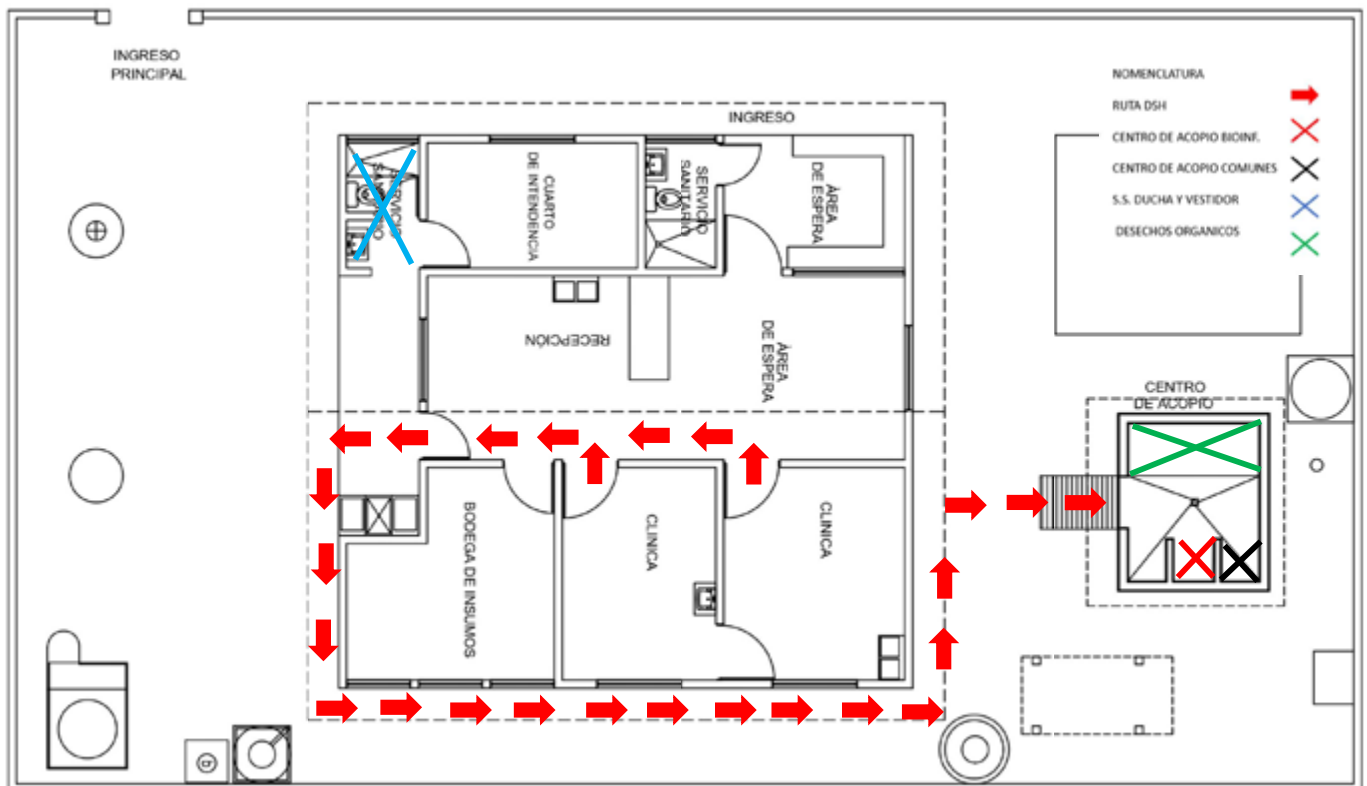 INGRESO
PRINCIPAL
NOMENCLATURA
RUTA DSH
CENTRO DE ACOPIO BIOINF.
CENTRO DE ACOPIO COMUNES
S.S. DUCHA Y VESTIDOR
DESECHOS ORGANICOS
INGRESO
SERVICIO
SANITARIO
CUARTO
DE INTENDENCIA
SERVICIO
SANITARIO
ÁREA
DE ESPERA
RECEPCIÓN
ÁREA
DE ESPERA
CENTRO
DE ACOPIO
BODEGA DE INSUMOS
CLINICA
CLINICA